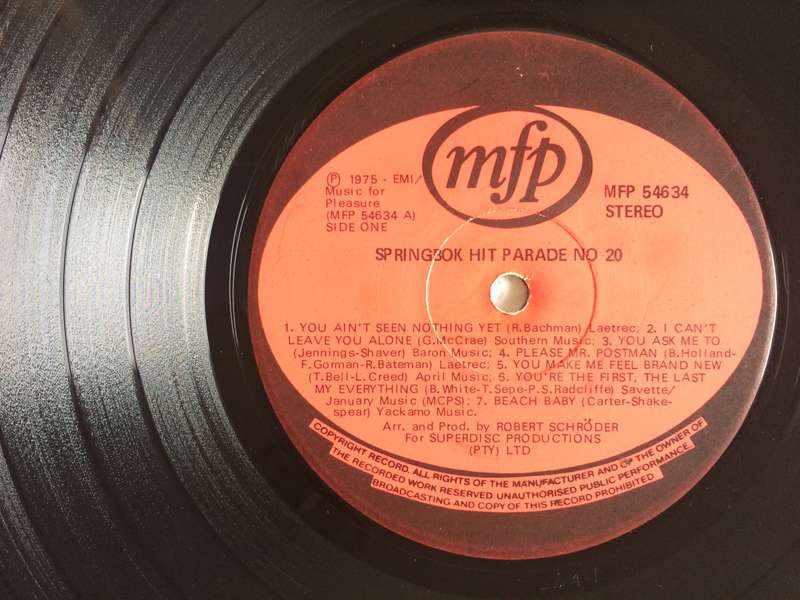 mfp
Ⓟ 1975 - EMI/
Music for
Pleasure
(MFP 54634 A)
SIDE ONE
MFP 54634
STEREO
SPRINGBOK HIT PARADE NO 20
1. YOU AIN'T SEEN NOTHING YET (R.Bachman) Laetrec; 2. I CAN'T
LEAVE YOU ALONE (G.McCrae) Southern Music; 3. YOU ASK ME TO
(Jennings-Shaver) Baron Music; 4. PLEASE MR. POSTMAN (B.Holland-
F,Gorman-R.Bateman) Laetrec; 5. YOU MAKE ME FEEL BRAND NEW
(T.Bell-L.Creed) April Music; 6. YOU'RE THE FIRST, THE LAST
MY EVERYTHING (B.White-T.Sepe-P.S.Radcliffe) Savette/
January Music (MCPS); 7. BEACH BABY (Carter-Shake-
spear) Yackamo Music.
Arr. and Prod. by ROBERT SCHRÖDER
For SUPERDISC PRODUCTIONS
(PTY) LTD
COPYRIGHT RECORD. ALL RIGHTS OF THE MANUFACTURER AND OF THE OWNER OF
THE RECORDED WORK RESERVED UNAUTHORISED PUBLIC PERFORMANCE
BROADCASTING AND COPY OF THIS RECORD PROHIBITED